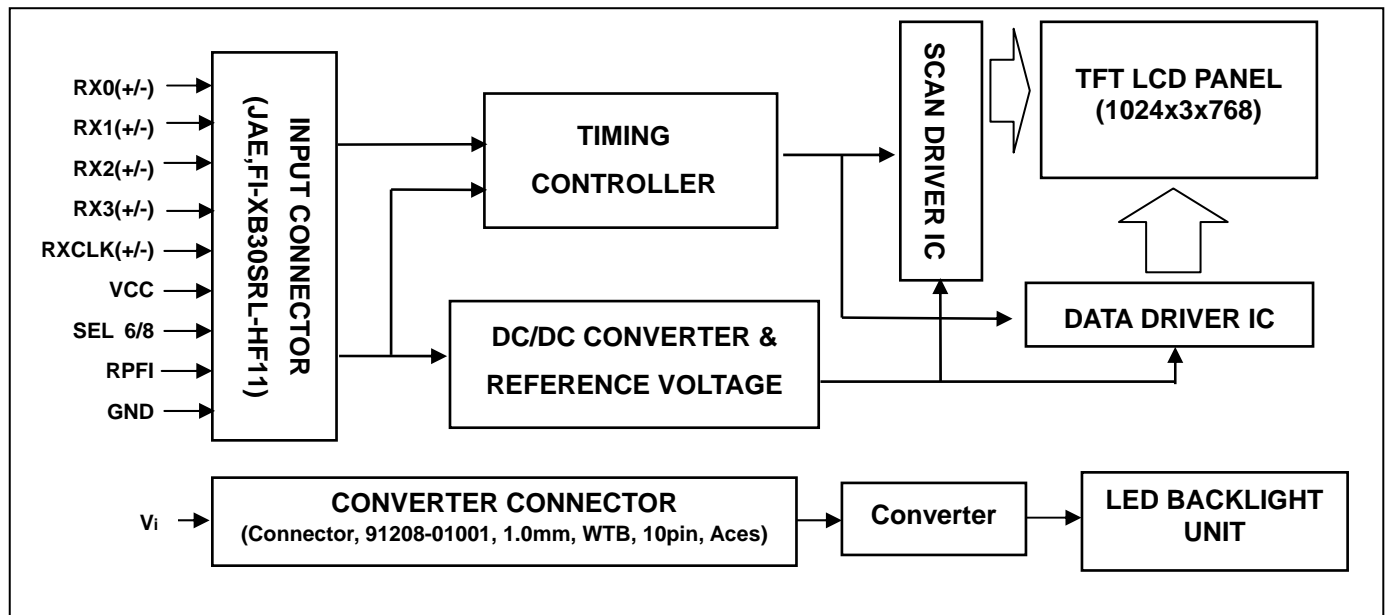 RX0(+/-)
RX1(+/-)
RX2(+/-)
RX3(+/-)
RXCLK(+/-)
VCC
SEL 6/8
RPFI
GND
INPUT CONNECTOR
(JAE,FI-XB30SRL-HF11)
TIMING
CONTROLLER
DC/DC CONVERTER &
REFERENCE VOLTAGE
SCAN DRIVER IC
TFT LCD PANEL
(1024x3x768)
DATA DRIVER IC
Vi
CONVERTER CONNECTOR
(Connector, 91208-01001, 1.0mm, WTB, 10pin, Aces)
Converter
LED BACKLIGHT
UNIT